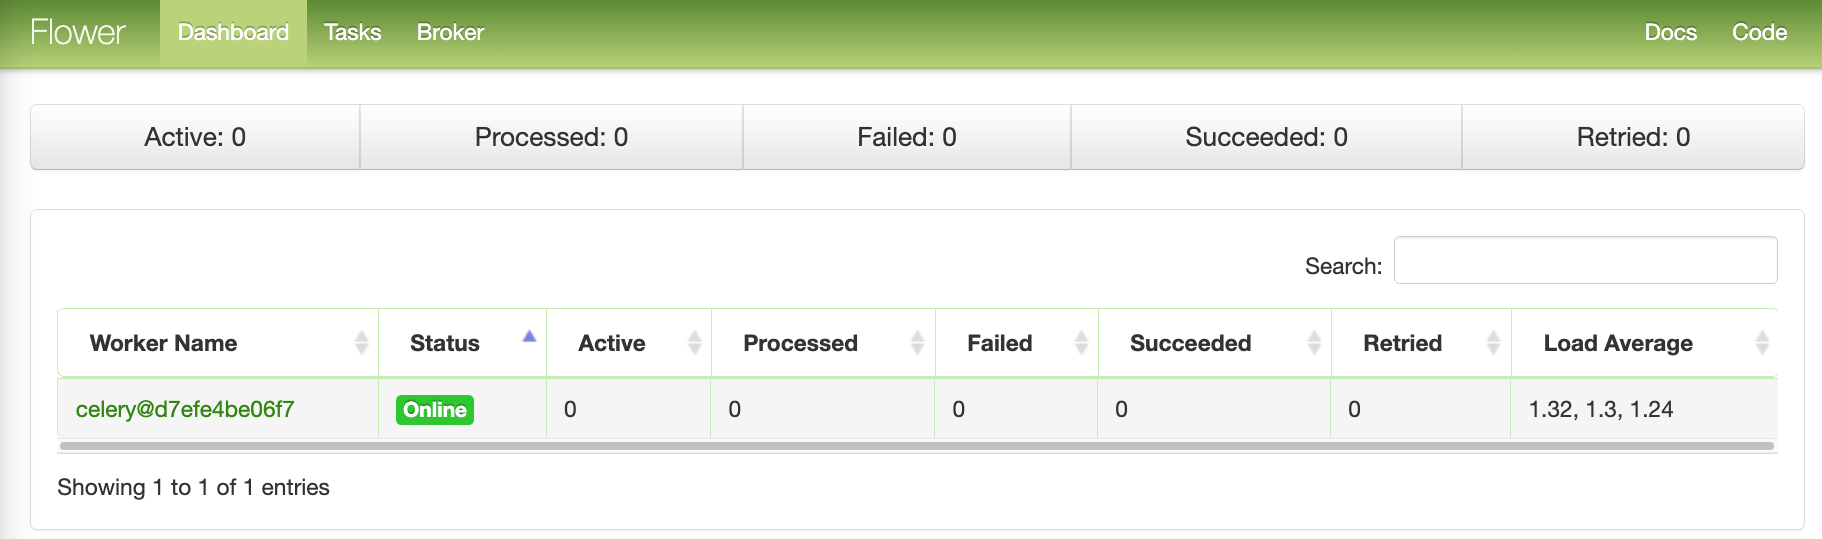 Flower Dashboard Tasks Broker Docs Code
Active: 0 Processed: 0 Failed: 0 Succeeded: 0 Retried: 0
Search:
Worker Name Status Active Processed Failed Succeeded Retried Load Average
celery@d7efe4be06f7 Online 0 0 0 0 0 1.32, 1.3, 1.24
Showing 1 to 1 of 1 entries